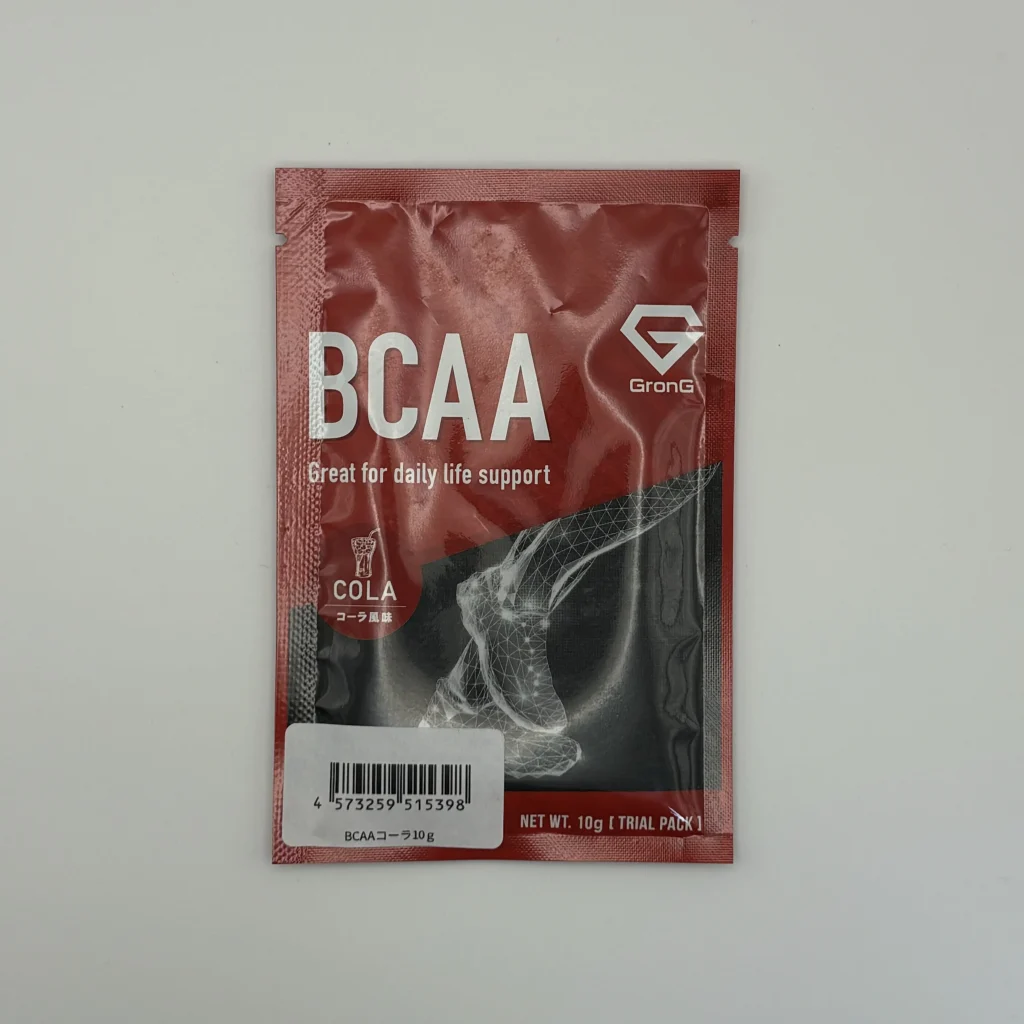 BCAA
GronG
Great for daily life support
COLA
コーラ風味
4 573259 515398
BCAAコーラ10g
NET WT. 10g [ TRIAL PACK ]